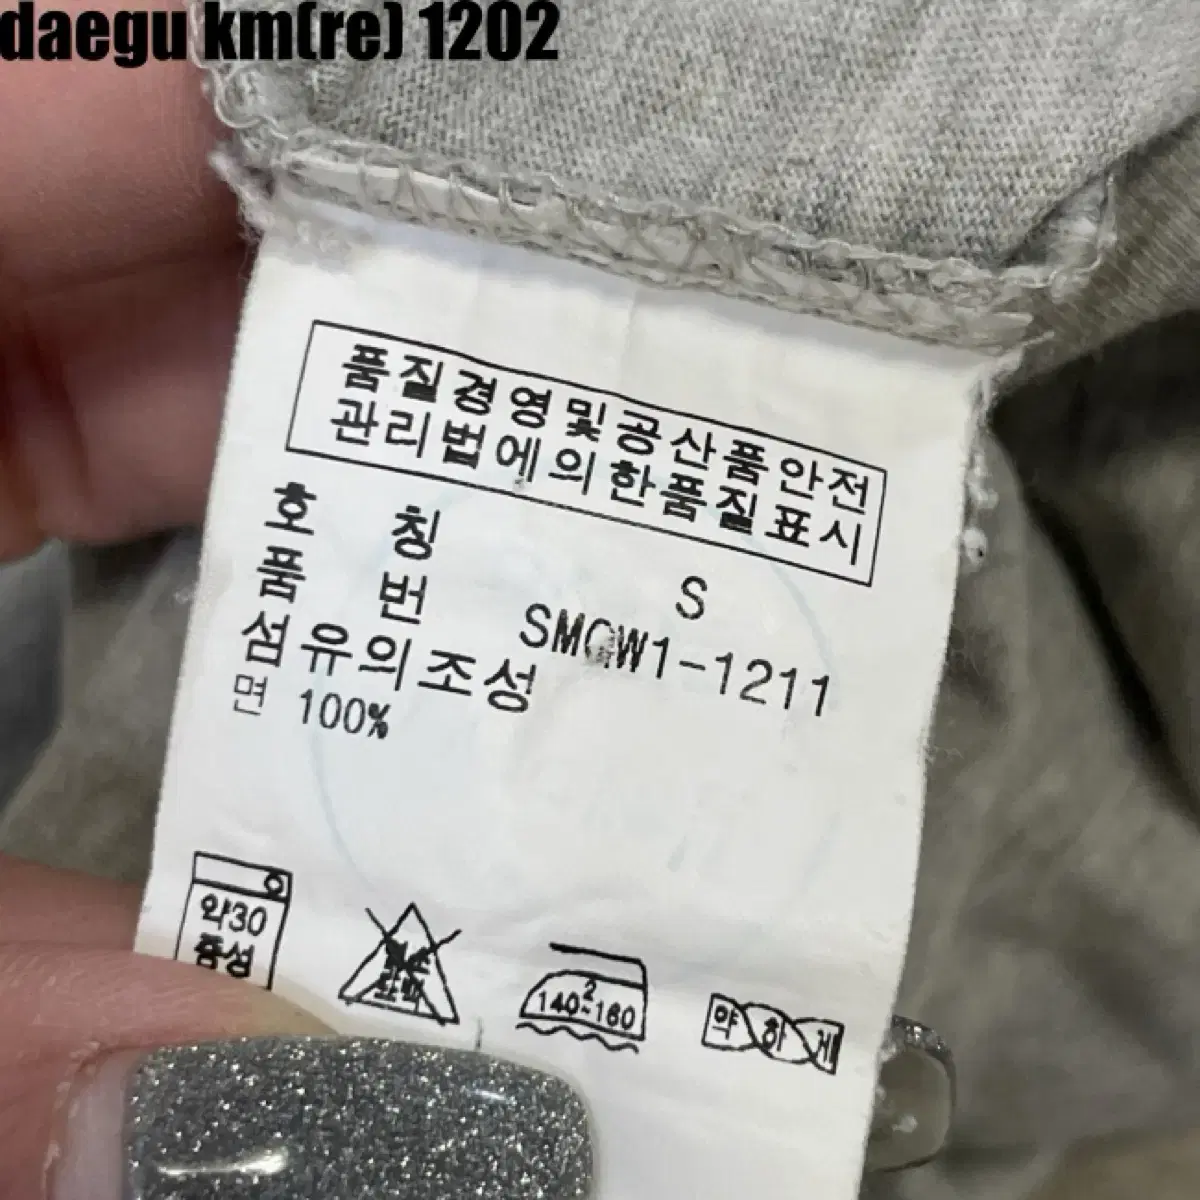 daegu km(re) 1202
품질경영및공산품안전
관리법에의한품질표시
호 칭 S
품 번
섬유의조성
면 100%
약30
중성
2
140~160
약하게